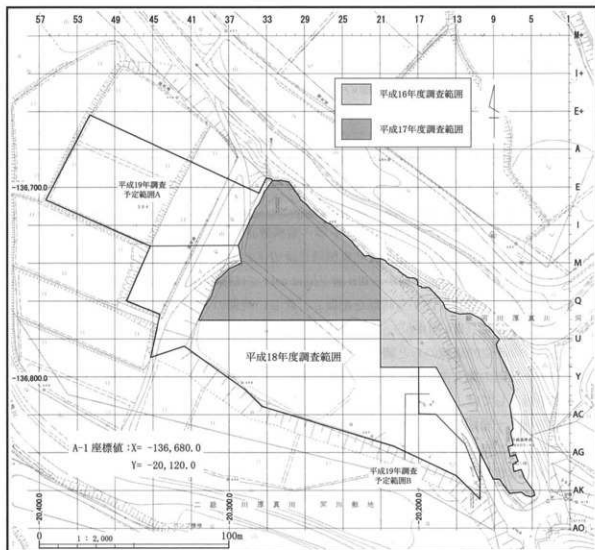 57 53 49 45 41 37 33 29 25 21 17 13 9 5 1
M+
I+
E+
A
E
I
M
Q
U
Y
AC
AG
AK
AO
平成16年度調査範囲
平成17年度調査範囲
平成19年調査
予定範囲A
-136,700.0
平成18年度調査範囲
-136,800.0
A-1 座標値:X= -136,680.0
Y= -20,120.0
平成19年調査
予定範囲B
-20,400.0
-20,300.0
-20,200.0
0 1:2,000 100m